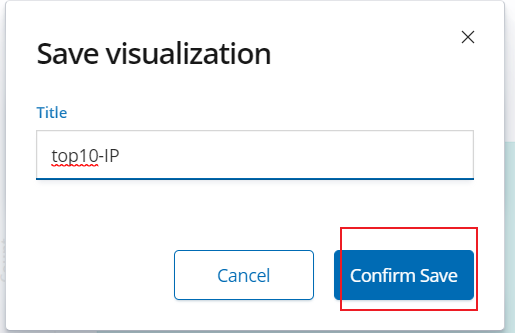 Save visualization
Title
top10-IP
Cancel
Confirm Save